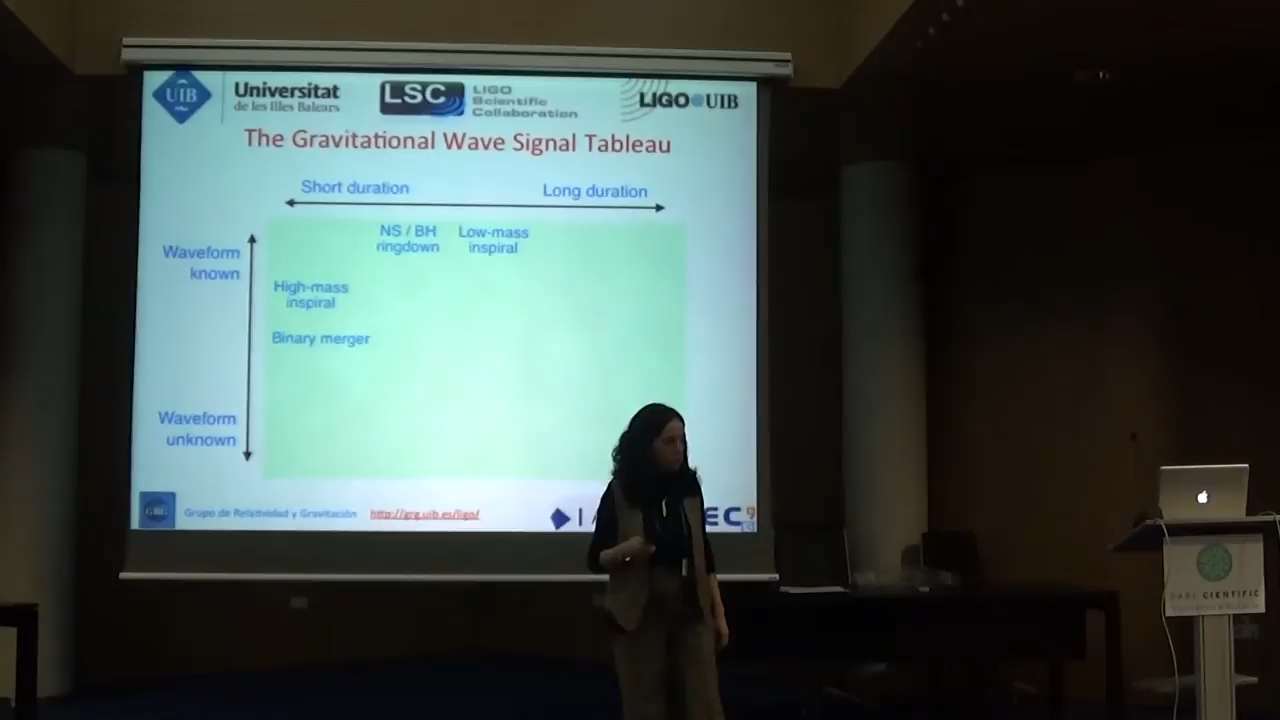 UIB
Universitat
de les Illes Balears
LSC
LIGO
Scientific
Collaboration
LIGO UIB
The Gravitational Wave Signal Tableau
Short duration
Long duration
NS / BH
ringdown
Low-mass
inspiral
Waveform
known
High-mass
inspiral
Binary merger
Waveform
unknown
Grupo de Relatividad y Gravitación
http://grg.uib.es/ligo/
PARC CIENTIFIC